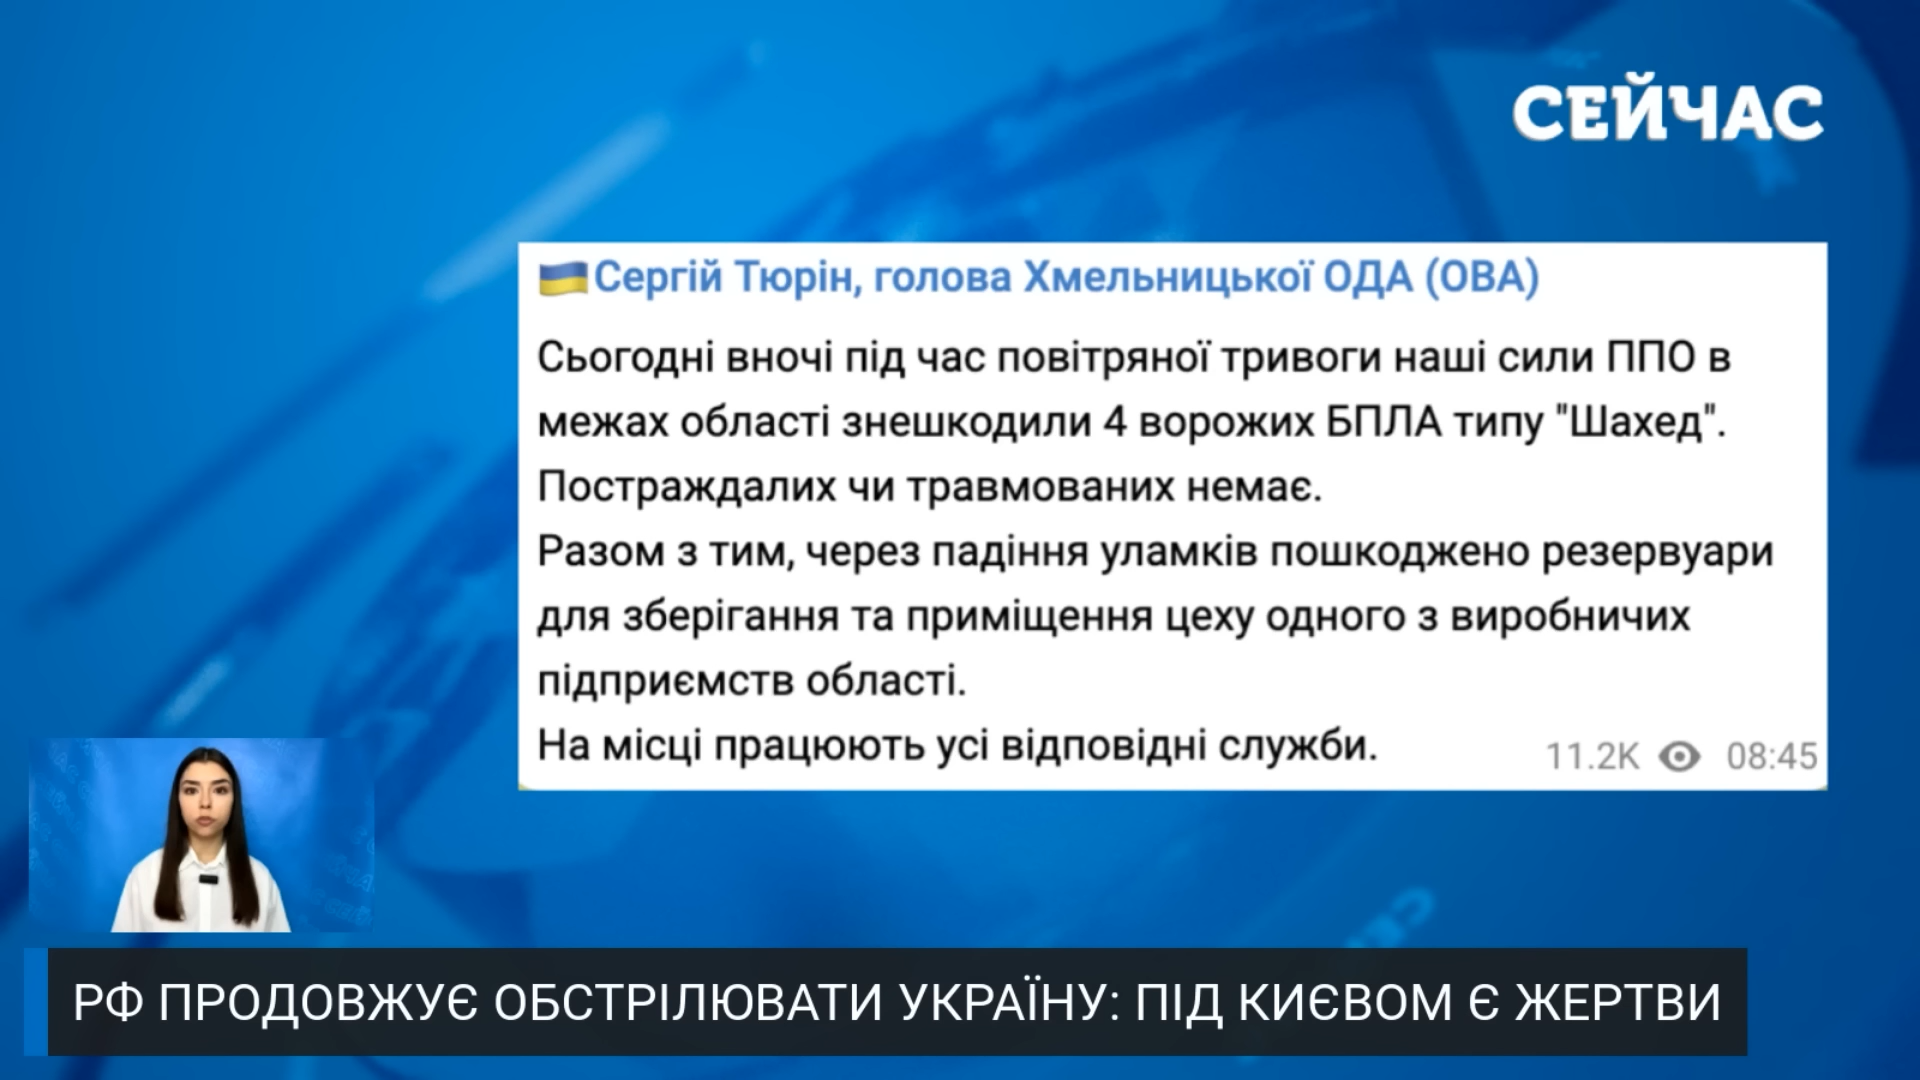 СЕЙЧАС
Сергій Тюрін, голова Хмельницької ОДА (ОВА)
Сьогодні вночі під час повітряної тривоги наші сили ППО в
межах області знешкодили 4 ворожих БПЛА типу "Шахед".
Постраждалих чи травмованих немає.
Разом з тим, через падіння уламків пошкоджено резервуари
для зберігання та приміщення цеху одного з виробничих
підприємств області.
На місці працюють усі відповідні служби.
11.2K 08:45
РФ ПРОДОВЖУЄ ОБСТРІЛЮВАТИ УКРАЇНУ: ПІД КИЄВОМ Є ЖЕРТВИ